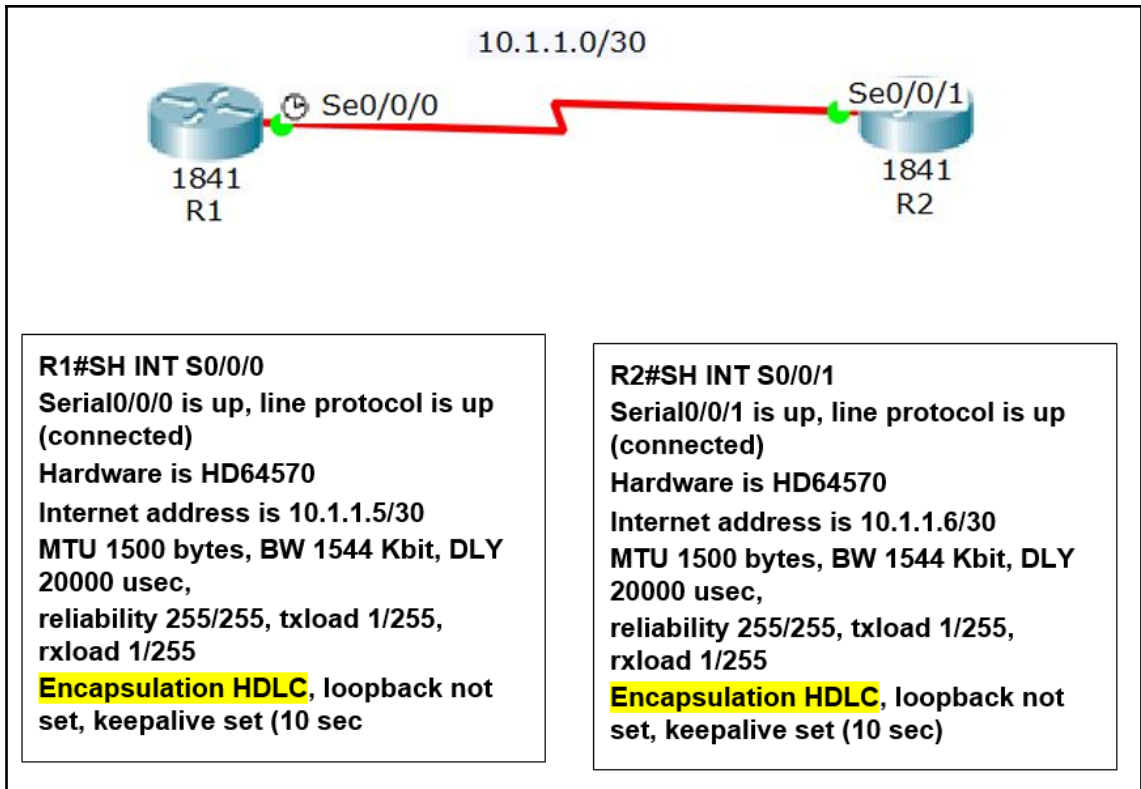 10.1.1.0/30
Se0/0/0
Se0/0/1
1841
R1
1841
R2
R1#SH INT S0/0/0
Serial0/0/0 is up, line protocol is up
(connected)
Hardware is HD64570
Internet address is 10.1.1.5/30
MTU 1500 bytes, BW 1544 Kbit, DLY
20000 usec,
reliability 255/255, txload 1/255,
rxload 1/255
Encapsulation HDLC, loopback not
set, keepalive set (10 sec
R2#SH INT S0/0/1
Serial0/0/1 is up, line protocol is up
(connected)
Hardware is HD64570
Internet address is 10.1.1.6/30
MTU 1500 bytes, BW 1544 Kbit, DLY
20000 usec,
reliability 255/255, txload 1/255,
rxload 1/255
Encapsulation HDLC, loopback not
set, keepalive set (10 sec)